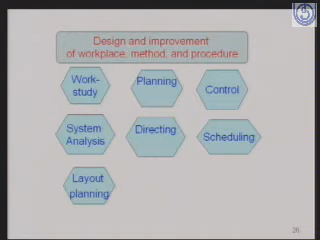 Design and improvement
of workplace, method, and procedure
Work-
study
Planning
Control
System
Analysis
Directing
Scheduling
Layout
planning
26